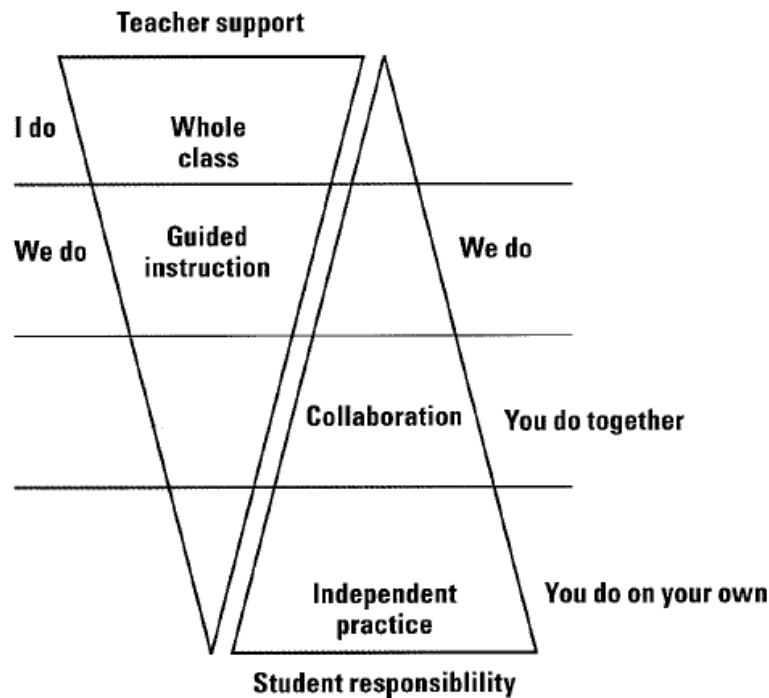 Teacher support
I do
Whole
class
We do
Guided
instruction
We do
Collaboration
You do together
Independent
practice
You do on your own
Student responsiblility